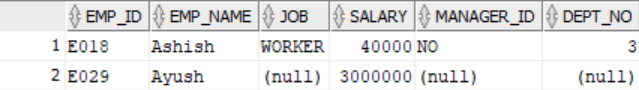 EMP_ID EMP_NAME JOB SALARY MANAGER_ID DEPT_NO
1 E018 Ashish WORKER 40000 NO 3
2 E029 Ayush (null) 3000000 (null) (null)